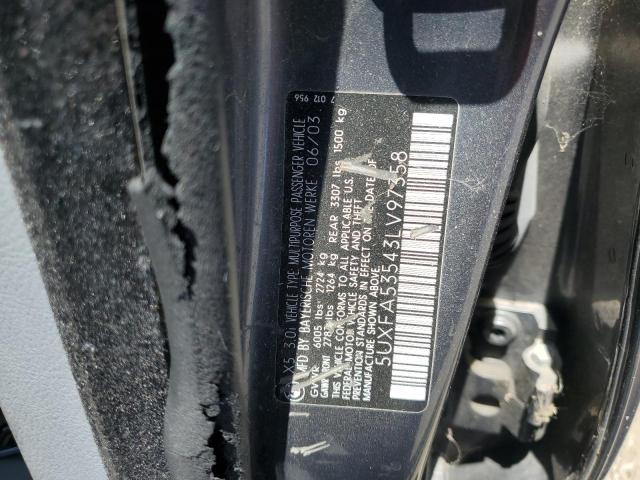 7 012 956
X5 3.0i VEHICLE TYPE MULTIPURPOSE PASSENGER VEHICLE
MFD BY BAYERISCHE MOTOREN WERKE 06/03
GVWR: 6005 lbs 2724 kg
GAWR FRONT 278 lbs 1264 kg REAR 3307 lbs 1500 kg
THIS VEHICLE CONFORMS TO ALL APPLICABLE U.S.
FEDERAL MOTOR VEHICLE SAFETY AND THEFT
PREVENTION STANDARDS IN EFFECT ON THE DATE OF
MANUFACTURE SHOWN
5UXFA53543LV97358